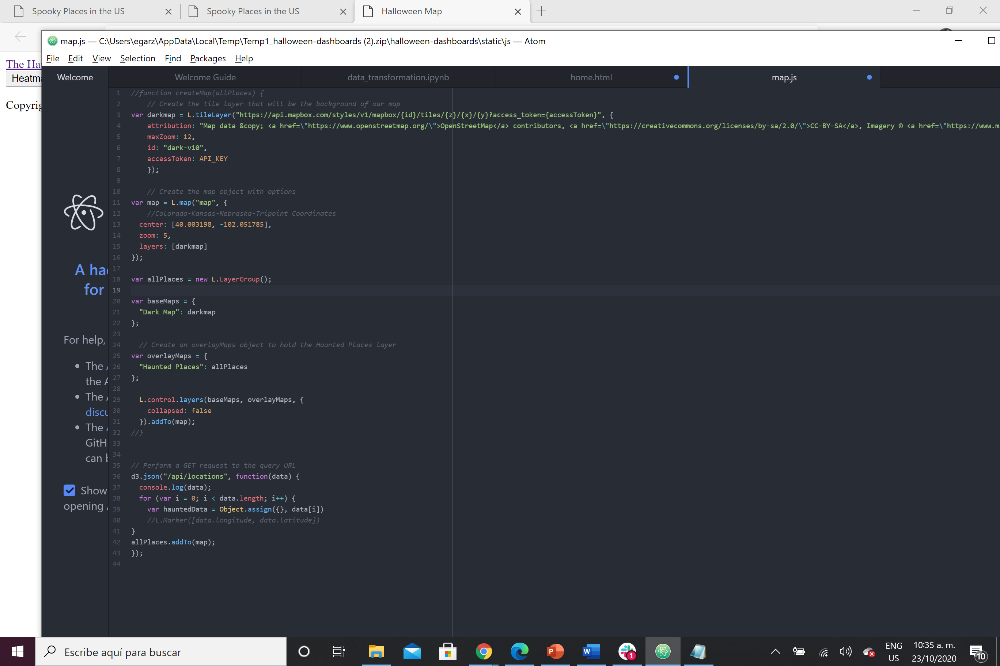 Spooky Places in the US
Spooky Places in the US
Halloween Map
map.js — C:\Users\egarz\AppData\Local\Temp\Temp1_halloween-dashboards (2).zip\halloween-dashboards\static\js — Atom
File Edit View Selection Find Packages Help
The
Welcome
Welcome Guide
data_transformation.ipynb
home.html
map.js
1 //function createMap(allPlaces) {
2 // Create the tile layer that will be the background of our map
3 var darkmap = L.tileLayer("https://api.mapbox.com/styles/v1/mapbox/{id}/tiles/{z}/{x}/{y}?access_token={accessToken}", {
4 attribution: "Map data &copy; <a href=\"https://www.openstreetmap.org/\">OpenStreetMap</a> contributors, <a href=\"https://creativecommons.org/licenses/by-sa/2.0/\">CC-BY-SA</a>, Imagery © <a href=\"https://www.m
5 maxZoom: 12,
6 id: "dark-v10",
7 accessToken: API_KEY
8 });
9
10 // Create the map object with options
11 var map = L.map("map", {
12 //Colorado-Kansas-Nebraska-Tripoint Coordinates
13 center: [40.003198, -102.051785],
14 zoom: 5,
15 layers: [darkmap]
16 });
17
18 var allPlaces = new L.LayerGroup();
19
20 var baseMaps = {
21 "Dark Map": darkmap
22 };
23
24 // Create an overlayMaps object to hold the Haunted Places layer
25 var overlayMaps = {
26 "Haunted Places": allPlaces
27 };
28
29 L.control.layers(baseMaps, overlayMaps, {
30 collapsed: false
31 }).addTo(map);
32 //}
33
34
35 // Perform a GET request to the query URL
36 d3.json("/api/locations", function(data) {
37 console.log(data);
38 for (var i = 0; i < data.length; i++) {
39 var hauntedData = Object.assign({}, data[i])
40 //L.Marker([data.longitude, data.latitude])
41 }
42 allPlaces.addTo(map);
43 });
44
A
for
For help,
The
the
The
The
can
Show
opening
Escribe aquí para buscar
1
ENG
US
10:35 a. m.
23/10/2020
10